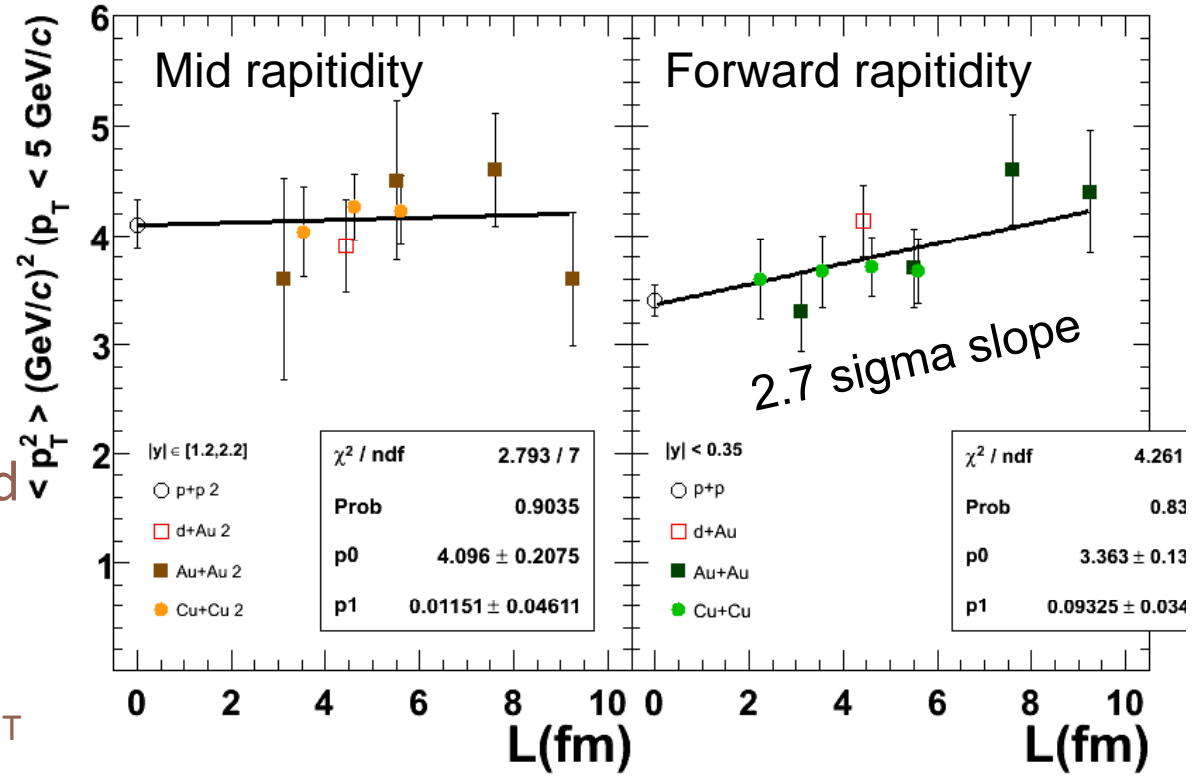 < p_T^2 > (GeV/c)^2 (p_T < 5 GeV/c)
6
5
4
3
2
1
Mid rapitidity
|y| ∈ [1.2,2.2]
p+p 2
d+Au 2
Au+Au 2
Cu+Cu 2
χ² / ndf 2.793 / 7
Prob 0.9035
p0 4.096 ± 0.2075
p1 0.01151 ± 0.04611
0 2 4 6 8 10
L(fm)
Forward rapitidity
2.7 sigma slope
|y| < 0.35
p+p
d+Au
Au+Au
Cu+Cu
χ² / ndf 4.261
Prob 0.83
p0 3.363 ± 0.13
p1 0.09325 ± 0.034
0 2 4 6 8 10
L(fm)
d
T